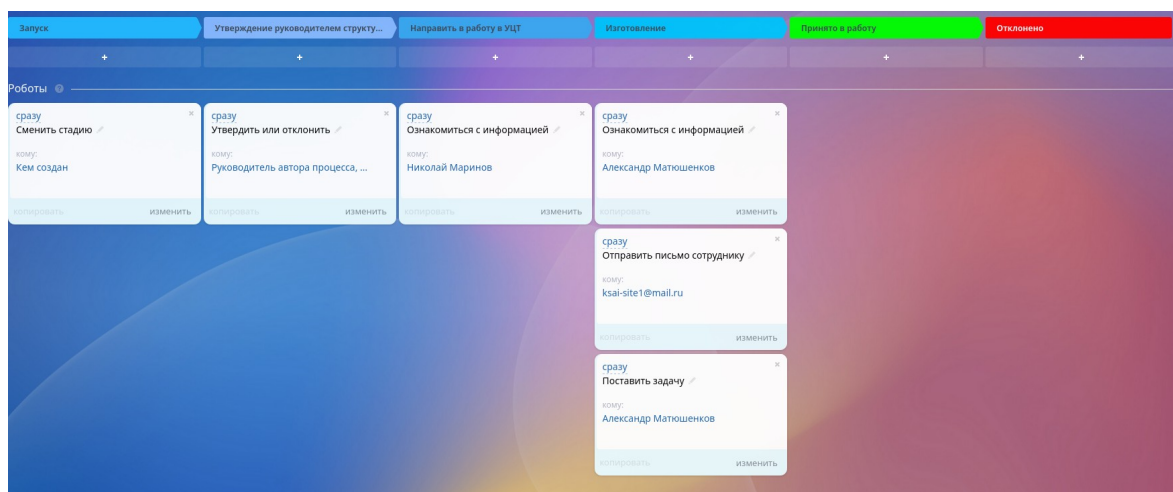 Запуск
Утверждение руководителем структу...
Направить в работу в УЦТ
Изготовление
Принято в работу
Отклонено
+
+
+
+
+
+
Роботы ?
сразу
Сменить стадию
кому:
Кем создан
копировать изменить
сразу
Утвердить или отклонить
кому:
Руководитель автора процесса, ...
копировать изменить
сразу
Ознакомиться с информацией
кому:
Николай Маринов
копировать изменить
сразу
Ознакомиться с информацией
кому:
Александр Матюшенков
копировать изменить
сразу
Отправить письмо сотруднику
кому:
ksai-site1@mail.ru
копировать изменить
сразу
Поставить задачу
кому:
Александр Матюшенков
копировать изменить